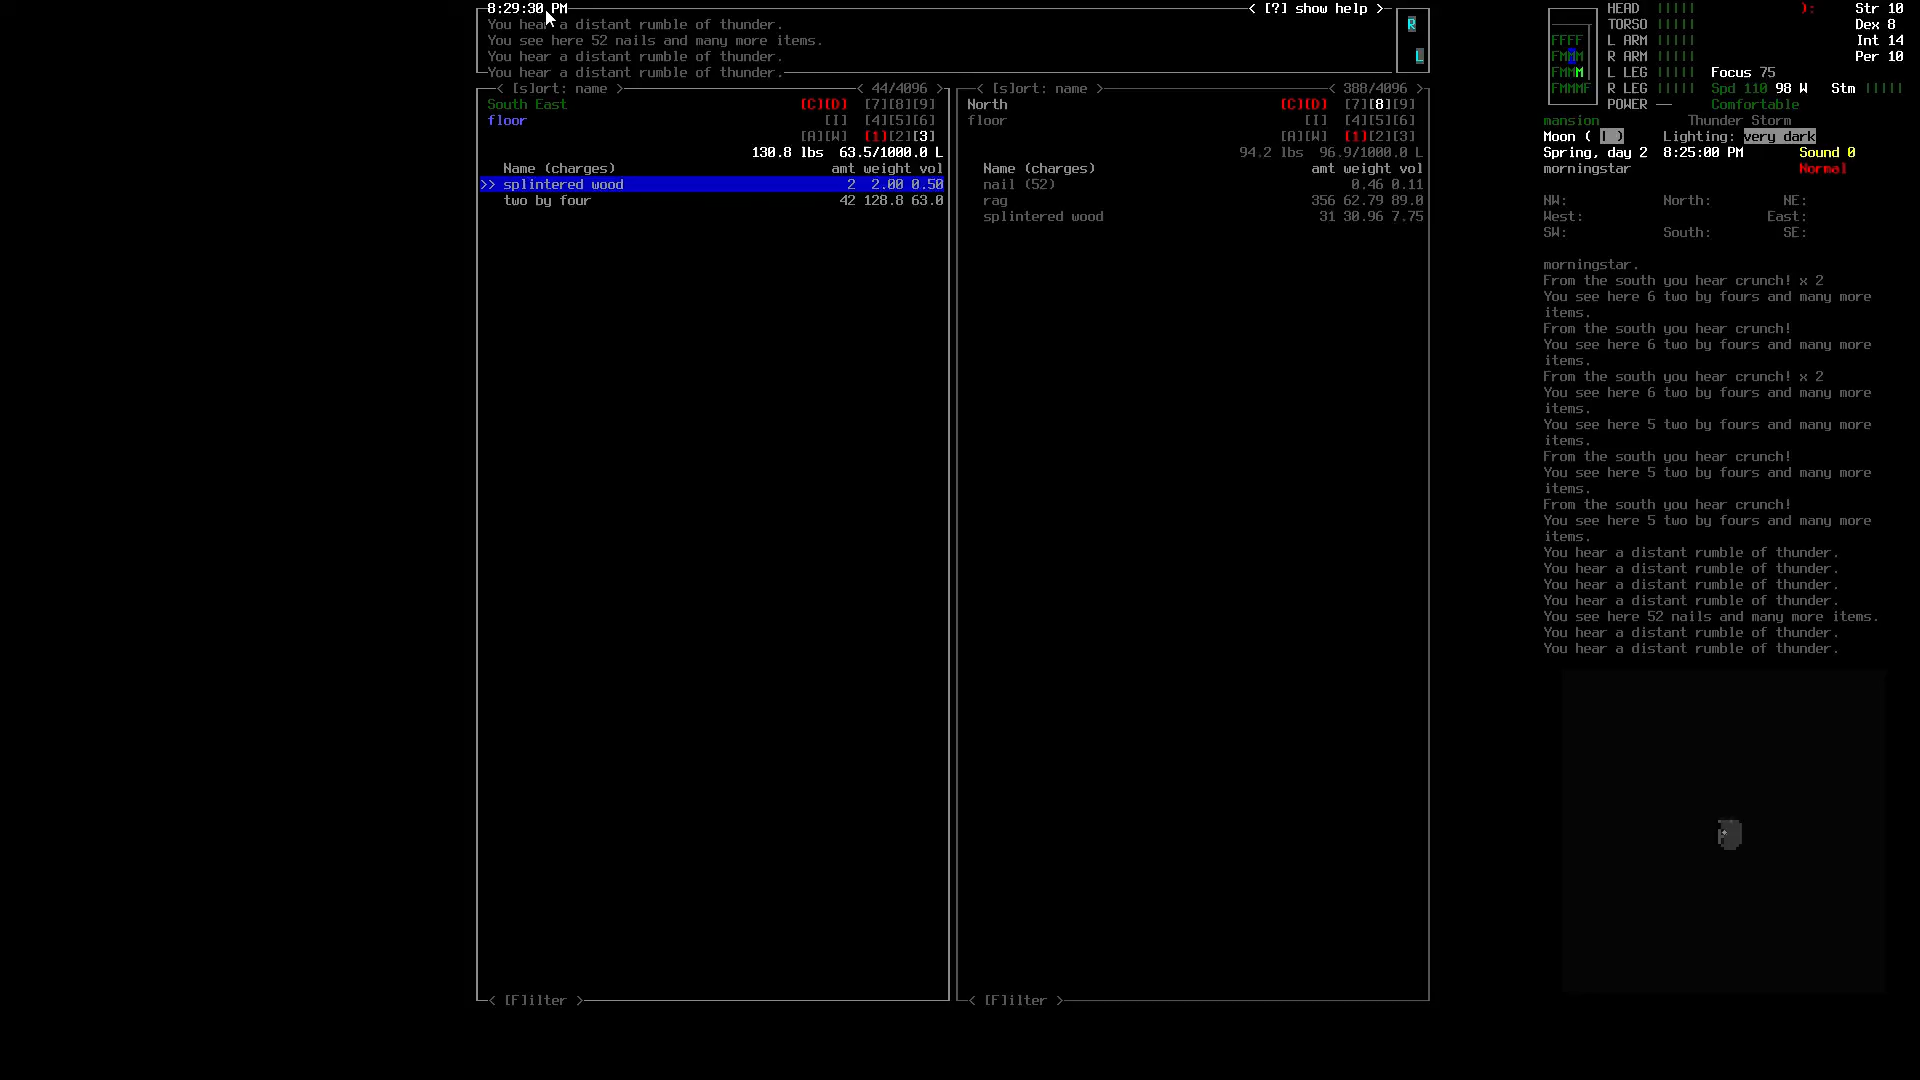 8:29:30 PM < [?] show help >
You hear a distant rumble of thunder.
You see here 52 nails and many more items.
You hear a distant rumble of thunder.
You hear a distant rumble of thunder.
R
L
< [s]ort: name > < 44/4096 >
South East [C][D] [7][8][9]
floor [I] [4][5][6]
[A][W] [1][2][3]
130.8 lbs 63.5/1000.0 L
Name (charges) amt weight vol
>> splintered wood 2 2.00 0.50
two by four 42 128.8 63.0
< [F]ilter >
< [s]ort: name > < 388/4096 >
North [C][D] [7][8][9]
floor [I] [4][5][6]
[A][W] [1][2][3]
94.2 lbs 96.9/1000.0 L
Name (charges) amt weight vol
nail (52) 0.46 0.11
rag 356 62.79 89.0
splintered wood 31 30.96 7.75
< [F]ilter >
FFFF
FMMM
FMMM
FMMMF
HEAD ||||| ): Str 10
TORSO ||||| Dex 8
L ARM ||||| Int 14
R ARM ||||| Per 10
L LEG ||||| Focus 75
R LEG ||||| Spd 110 98 W Stm |||||
POWER -- Comfortable
mansion Thunder Storm
Moon ( | ) Lighting: very dark
Spring, day 2 8:25:00 PM Sound 0
morningstar Normal
NW: North: NE:
West: East:
SW: South: SE:
morningstar.
From the south you hear crunch! x 2
You see here 6 two by fours and many more
items.
From the south you hear crunch!
You see here 6 two by fours and many more
items.
From the south you hear crunch! x 2
You see here 6 two by fours and many more
items.
You see here 5 two by fours and many more
items.
From the south you hear crunch!
You see here 5 two by fours and many more
items.
From the south you hear crunch!
You see here 5 two by fours and many more
items.
You hear a distant rumble of thunder.
You hear a distant rumble of thunder.
You hear a distant rumble of thunder.
You hear a distant rumble of thunder.
You see here 52 nails and many more items.
You hear a distant rumble of thunder.
You hear a distant rumble of thunder.